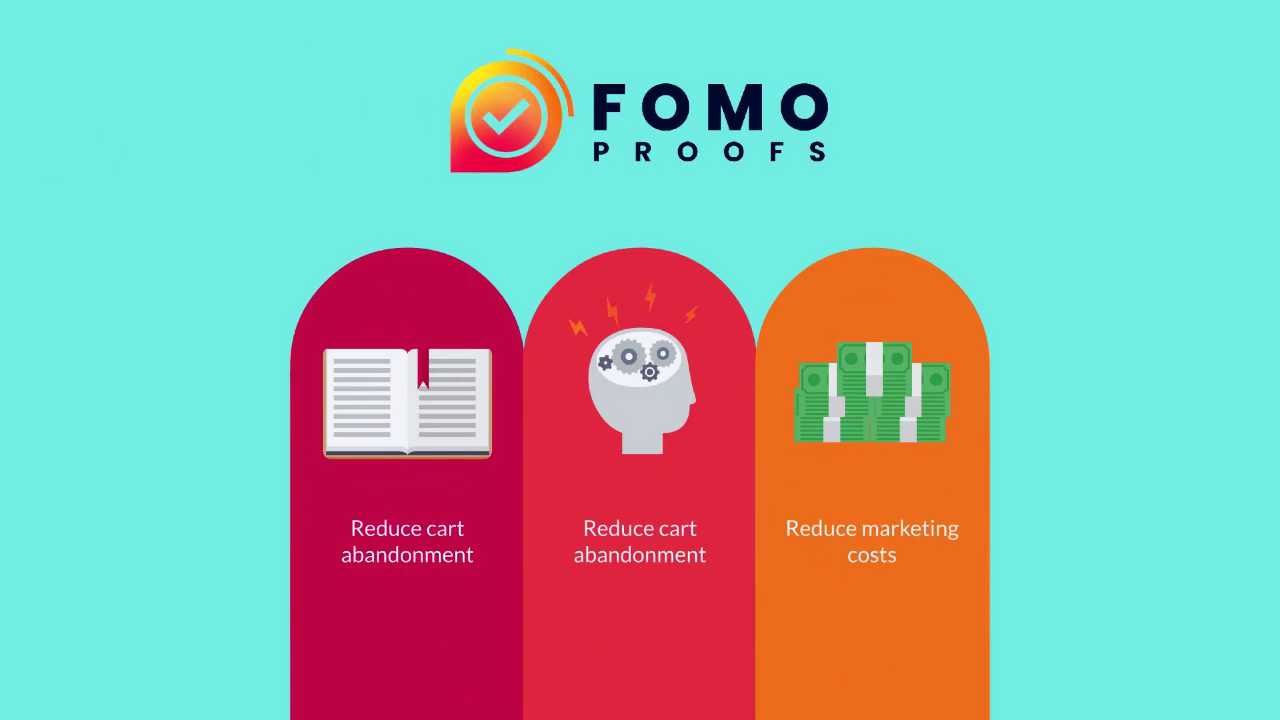 FOMO
PROOFS
Reduce cart
abandonment
Reduce cart
abandonment
Reduce marketing
costs